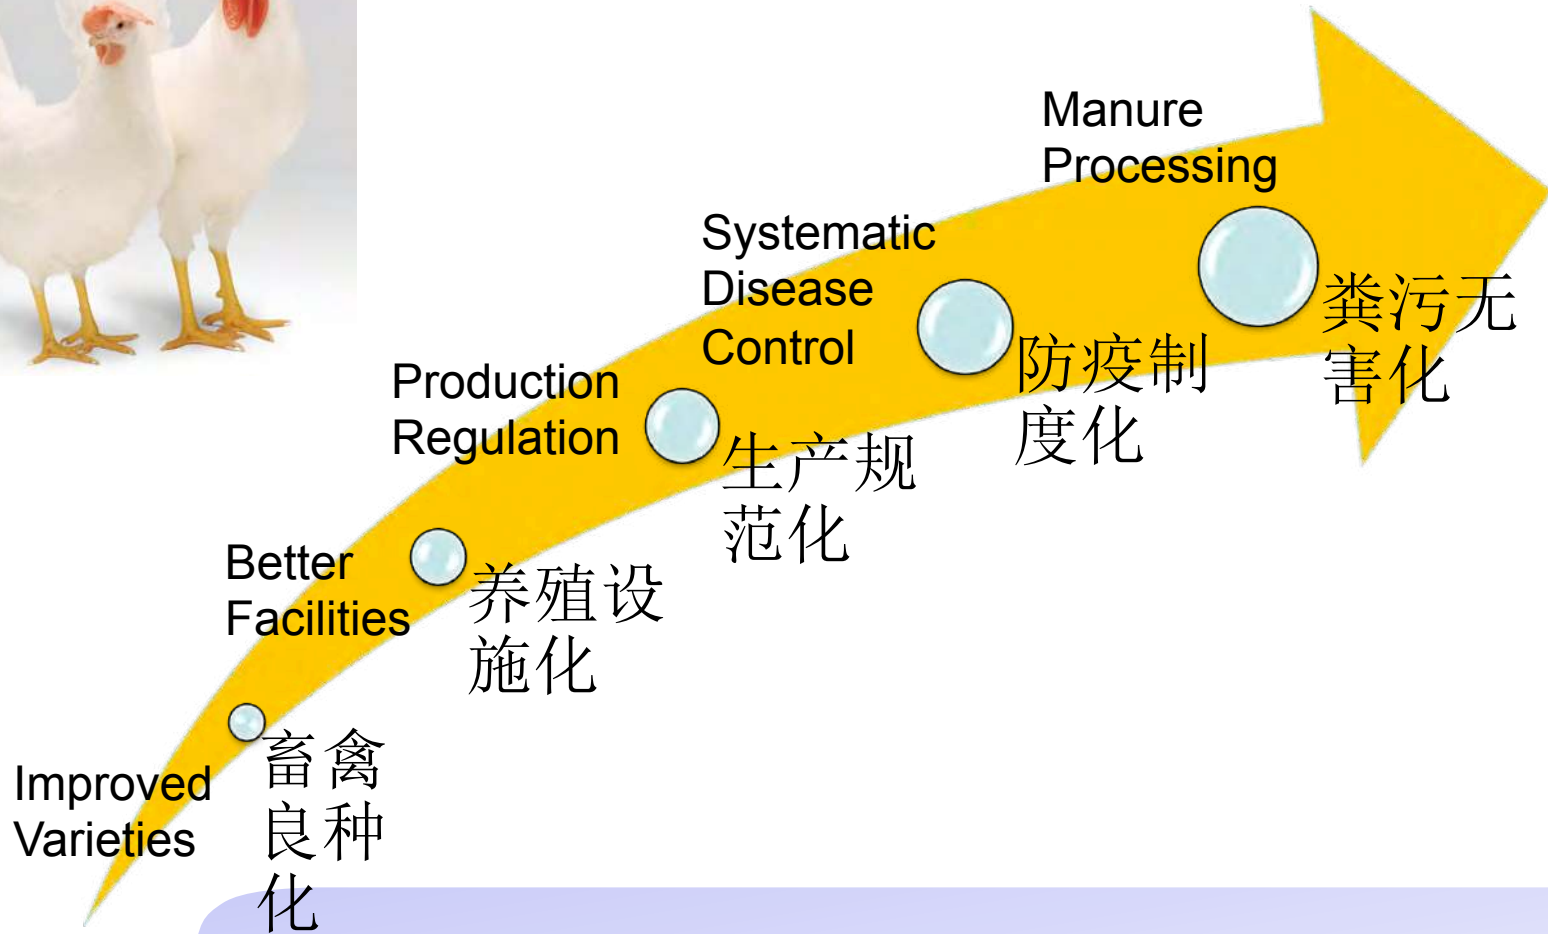 Manure
Processing
粪污无
害化
Systematic
Disease
Control
防疫制
度化
Production
Regulation
生产规
范化
Better
Facilities
养殖设
施化
Improved
Varieties
畜禽
良种
化